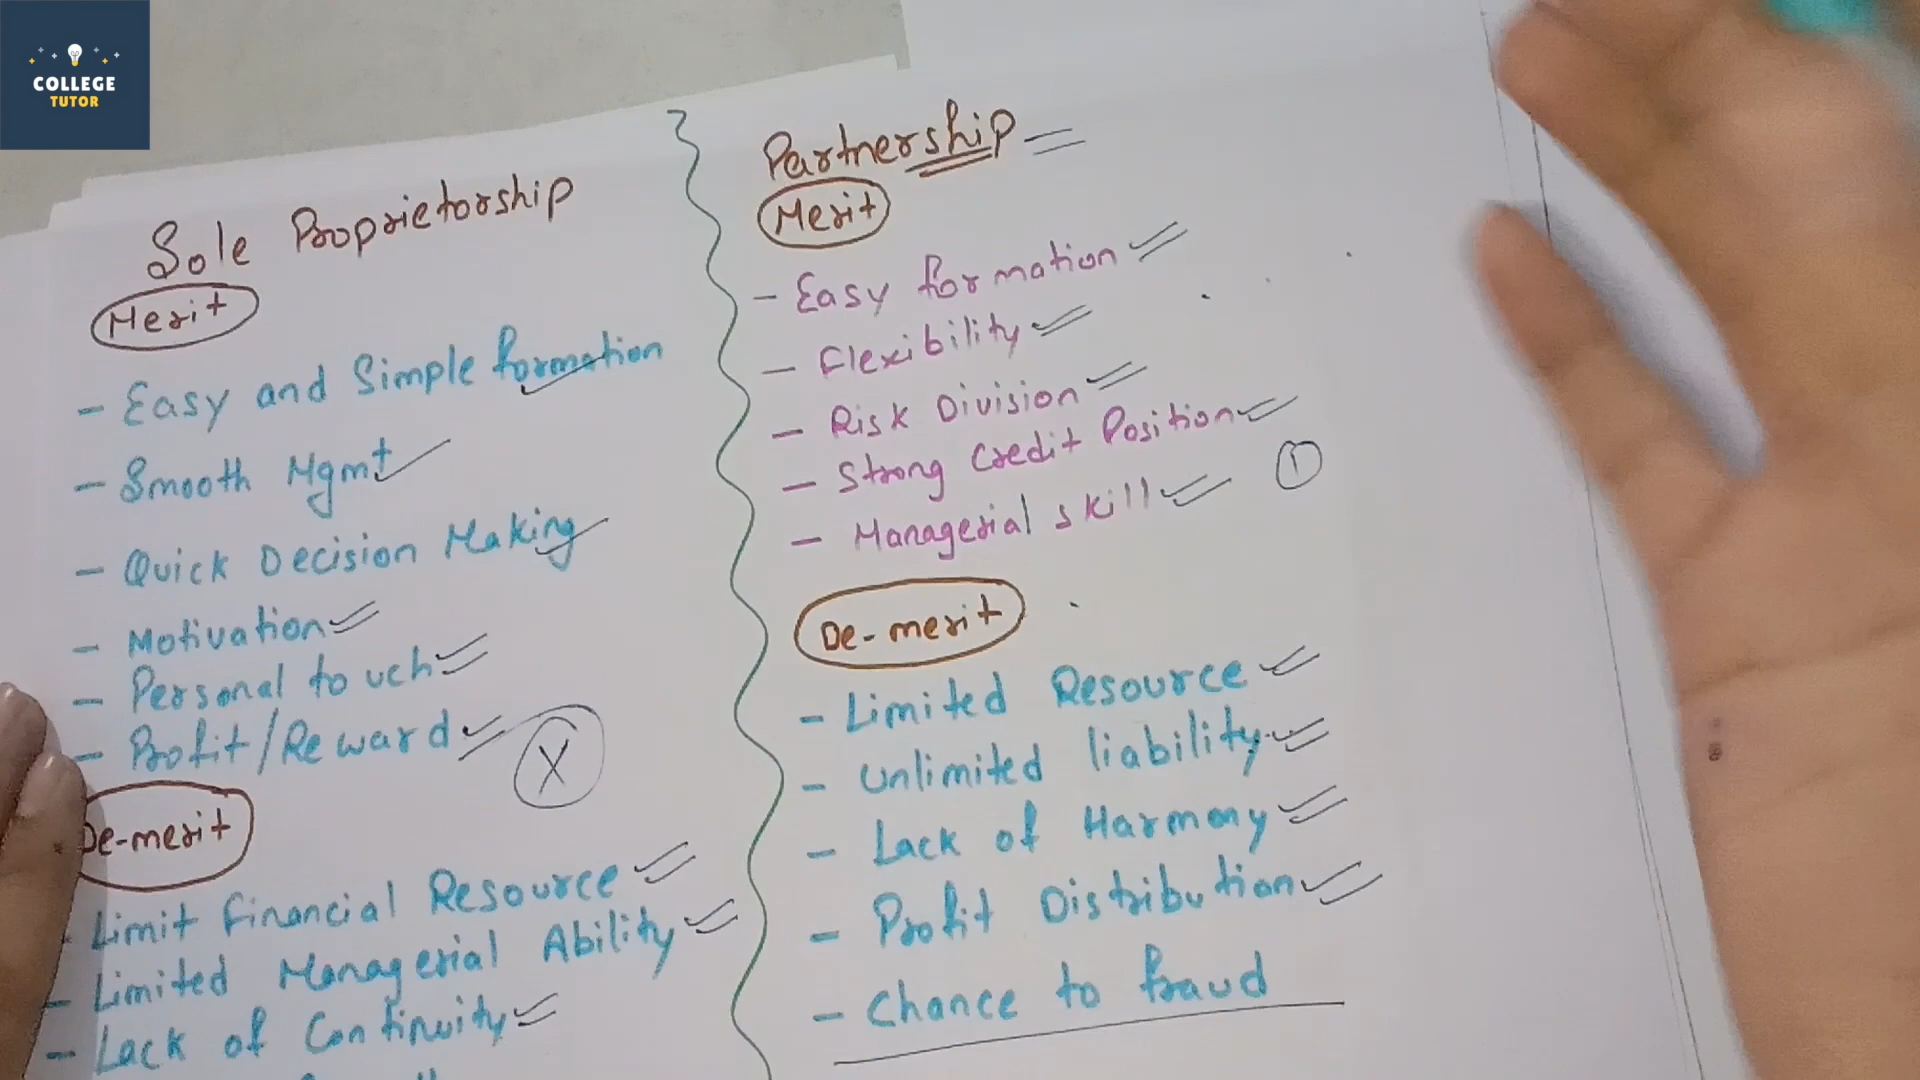 COLLEGE
TUTOR
Sole Proprietorship
Merit
- Easy and Simple formation
- Smooth Mgmt
- Quick Decision Making
- Motivation
- Personal touch
- Profit/Reward
X
De-merit
- Limit Financial Resource
- Limited Managerial Ability
- Lack of Continuity
Partnership
Merit
- Easy formation
- Flexibility
- Risk Division
- Strong Credit Position
- Managerial skill
De-merit
- Limited Resource
- Unlimited liability
- Lack of Harmony
- Profit Distribution
- Chance to fraud